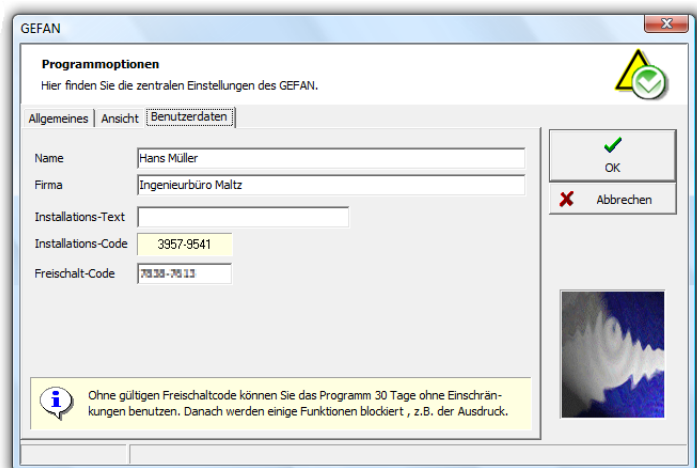 GEFAN
Programmoptionen
Hier finden Sie die zentralen Einstellungen des GEFAN.
Allgemeines Ansicht Benutzerdaten
Name Hans Müller
Firma Ingenieurbüro Maltz
Installations-Text
Installations-Code 3957-9541
Freischalt-Code
OK
Abbrechen
Ohne gültigen Freischaltcode können Sie das Programm 30 Tage ohne Einschrän-
kungen benutzen. Danach werden einige Funktionen blockiert , z.B. der Ausdruck.